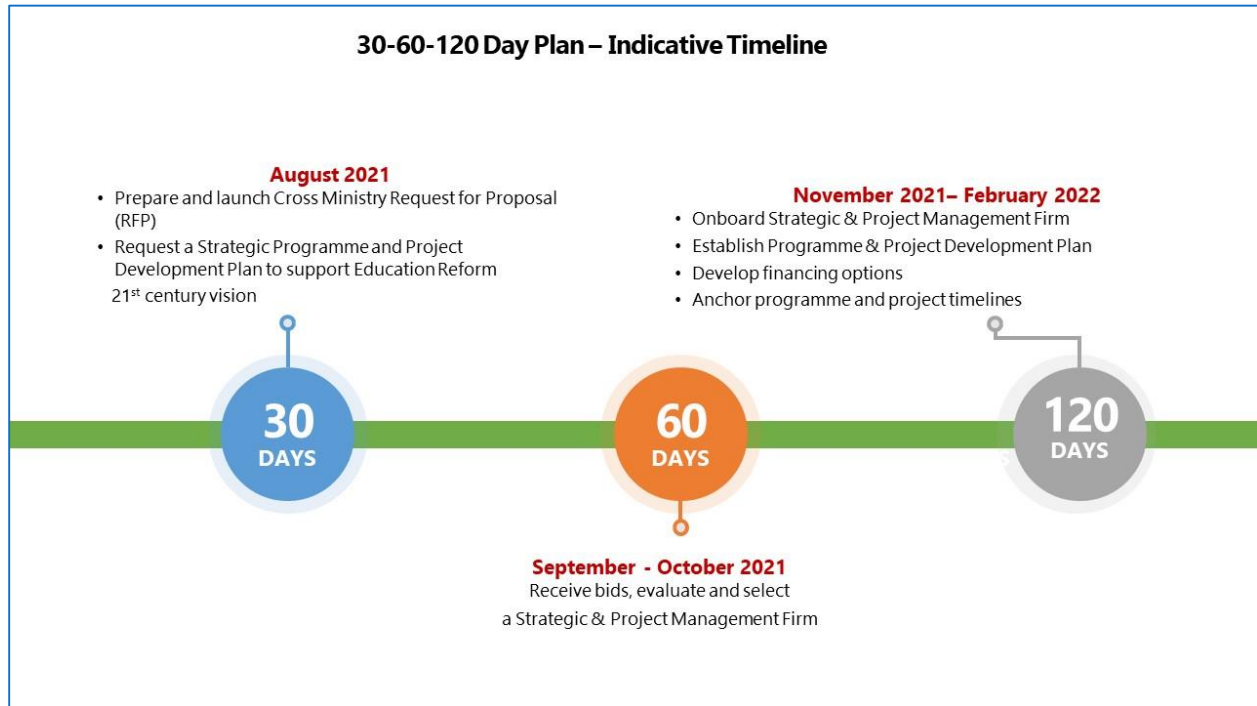 30-60-120 Day Plan – Indicative Timeline
August 2021
• Prepare and launch Cross Ministry Request for Proposal
(RFP)
• Request a Strategic Programme and Project
Development Plan to support Education Reform
21st century vision
November 2021– February 2022
• Onboard Strategic & Project Management Firm
• Establish Programme & Project Development Plan
• Develop financing options
• Anchor programme and project timelines
30
DAYS
60
DAYS
120
DAYS
S
September - October 2021
Receive bids, evaluate and select
a Strategic & Project Management Firm